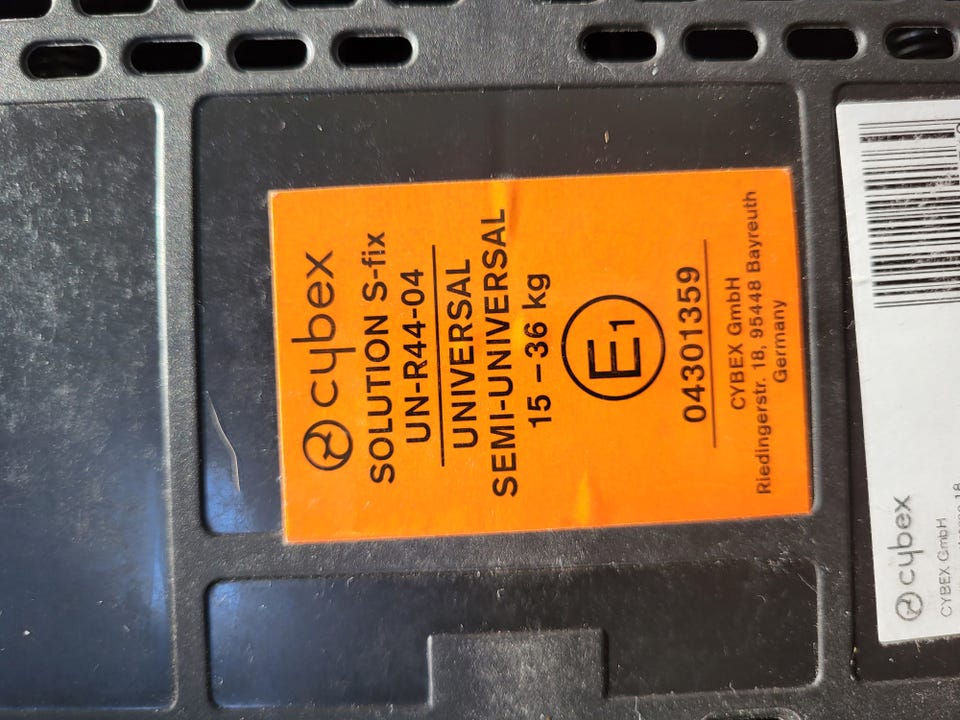 cybex
SOLUTION S-fix
UN-R44-04
UNIVERSAL
SEMI-UNIVERSAL
15 – 36 kg
E1
04301359
CYBEX GmbH
Riedingerstr. 18, 95448 Bayreuth
Germany
cybex
CYBEX GmbH